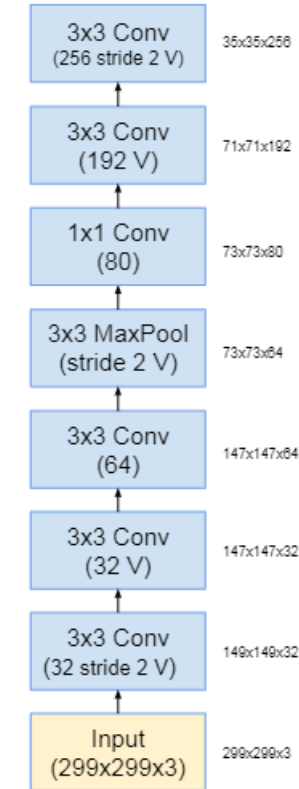 3x3 Conv
(256 stride 2 V)
35x35x256
3x3 Conv
(192 V)
71x71x192
1x1 Conv
(80)
73x73x80
3x3 MaxPool
(stride 2 V)
73x73x64
3x3 Conv
(64)
147x147x64
3x3 Conv
(32 V)
147x147x32
3x3 Conv
(32 stride 2 V)
149x149x32
Input
(299x299x3)
299x299x3